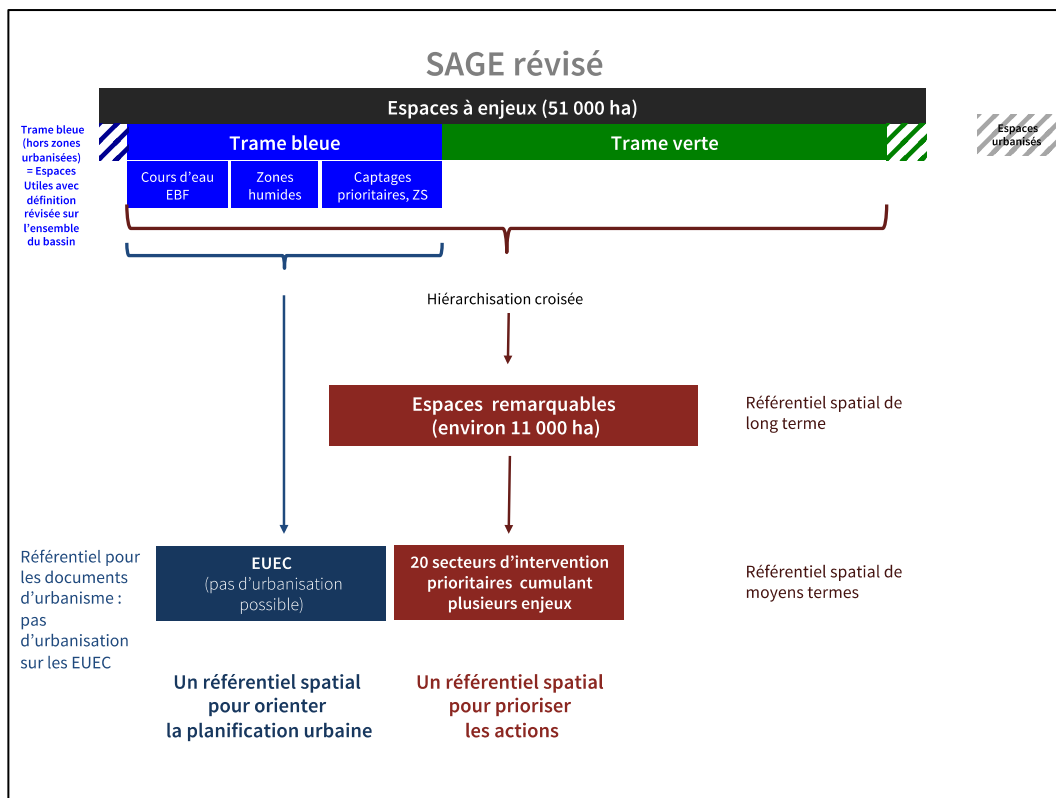 SAGE révisé
Espaces à enjeux (51 000 ha)
Trame bleue
(hors zones
urbanisées)
= Espaces
Utiles avec
définition
révisée sur
l'ensemble
du bassin
Trame bleue
Trame verte
Espaces
urbanisés
Cours d'eau
EBF
Zones
humides
Captages
prioritaires, ZS
Hiérarchisation croisée
Espaces remarquables
(environ 11 000 ha)
Référentiel spatial de
long terme
Référentiel pour
les documents
d'urbanisme :
pas
d'urbanisation
sur les EUEC
EUEC
(pas d'urbanisation
possible)
20 secteurs d'intervention
prioritaires cumulant
plusieurs enjeux
Référentiel spatial de
moyens termes
Un référentiel spatial
pour orienter
la planification urbaine
Un référentiel spatial
pour prioriser
les actions